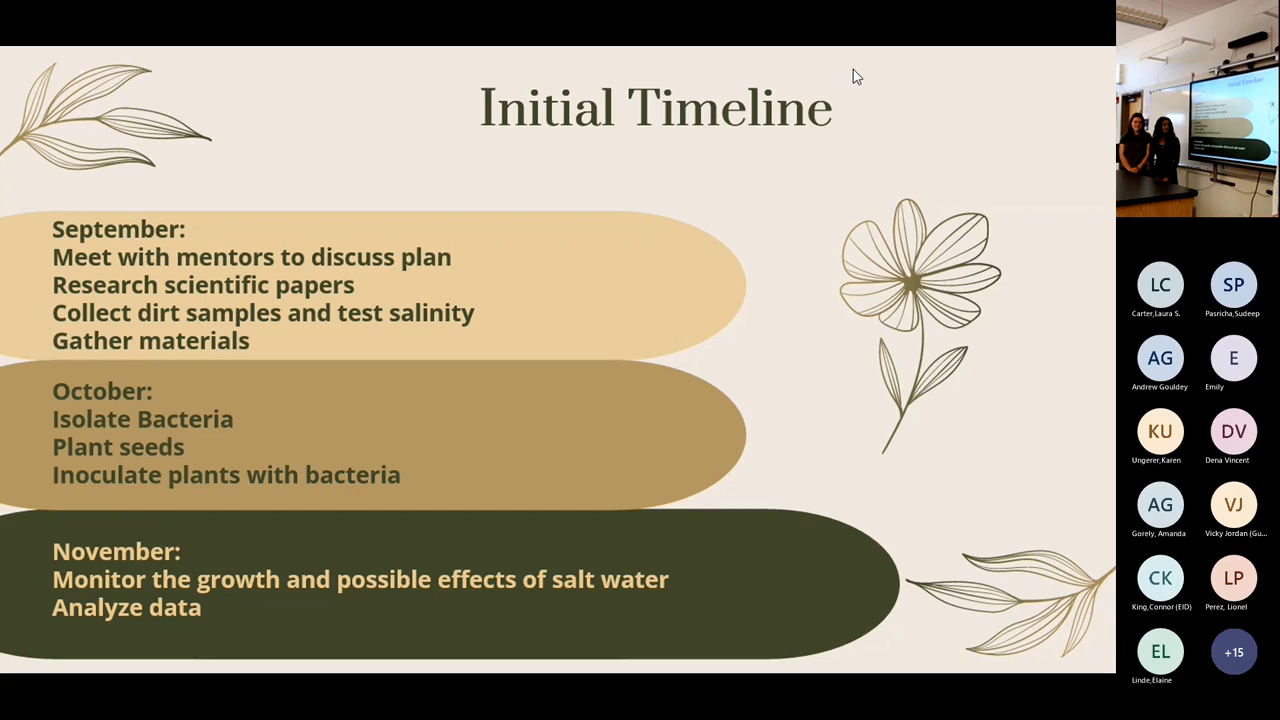 Initial Timeline
September:
Meet with mentors to discuss plan
Research scientific papers
Collect dirt samples and test salinity
Gather materials
October:
Isolate Bacteria
Plant seeds
Inoculate plants with bacteria
November:
Monitor the growth and possible effects of salt water
Analyze data
Initial Timeline
LC
Carter,Laura S.
SP
Pasricha,Sudeep
AG
Andrew Gouldey
E
Emily
KU
Ungerer,Karen
DV
Dena Vincent
AG
Gorely, Amanda
VJ
Vicky Jordan (Gu...
CK
King,Connor (EID)
LP
Perez, Lionel
EL
Linde,Elaine
+15